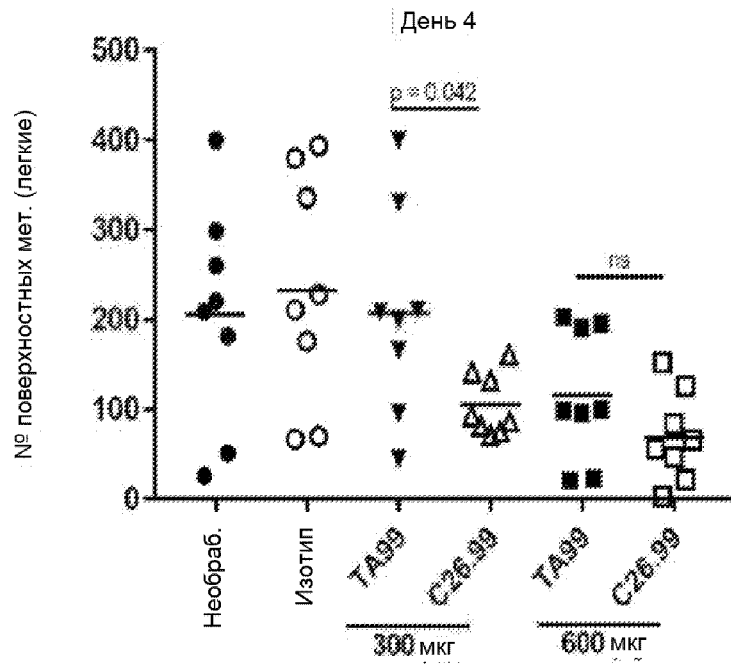 День 4
№ поверхностных мет. (легкие)
500
400
300
200
100
0
p = 0.042
ns
Необраб.
Изотип
TA99
C26.99
TA99
C26.99
300 мкг
600 мкг